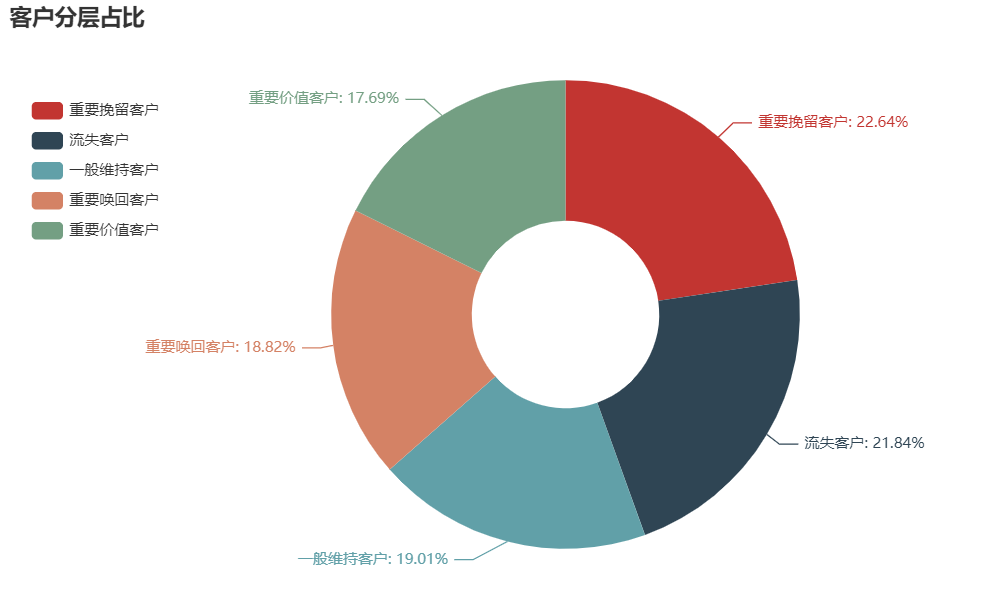 客户分层占比
重要挽留客户
流失客户
一般维持客户
重要唤回客户
重要价值客户
重要价值客户: 17.69%
重要挽留客户: 22.64%
重要唤回客户: 18.82%
流失客户: 21.84%
一般维持客户: 19.01%